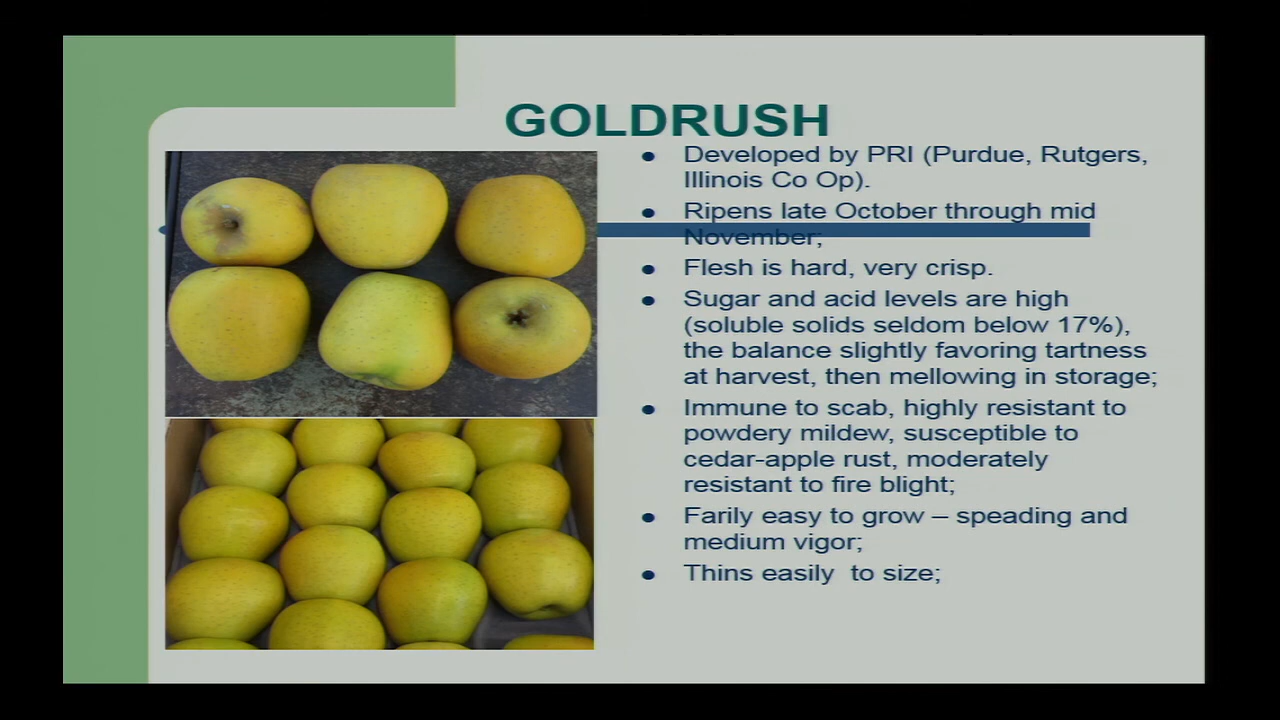 GOLDRUSH
• Developed by PRI (Purdue, Rutgers,
Illinois Co Op).
• Ripens late October through mid
November;
• Flesh is hard, very crisp.
• Sugar and acid levels are high
(soluble solids seldom below 17%),
the balance slightly favoring tartness
at harvest, then mellowing in storage;
• Immune to scab, highly resistant to
powdery mildew, susceptible to
cedar-apple rust, moderately
resistant to fire blight;
• Farily easy to grow – speading and
medium vigor;
• Thins easily  to size;